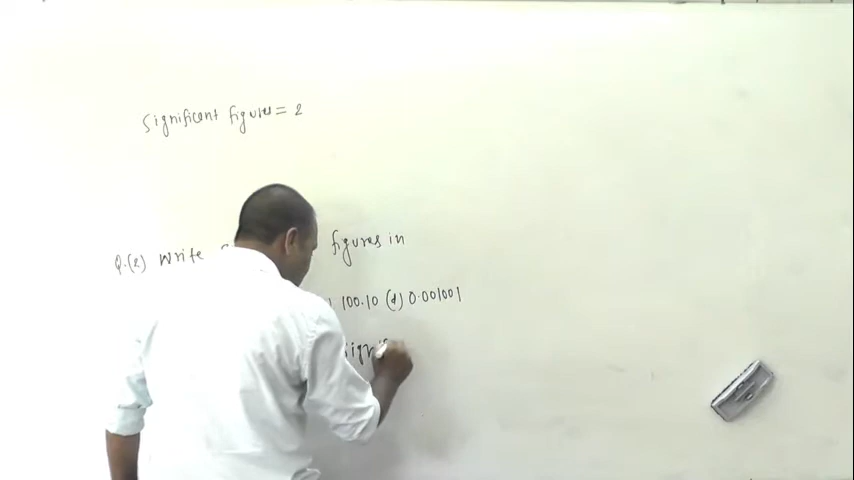 Significant figures = 2
Q.(2) Write figures in
100.10 (d) 0.001001